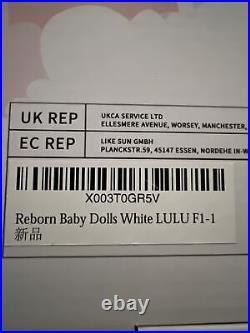 UK REP
UKCA SERVICE LTD
ELLESMERE AVENUE, WORSEY, MANCHESTER,
EC REP
LIKE SUN GMBH
PLANCKSTR.59, 45147 ESSEN, NORDEHE IN-W
X003T0GR5V
Reborn Baby Dolls White LULU F1-1
新品